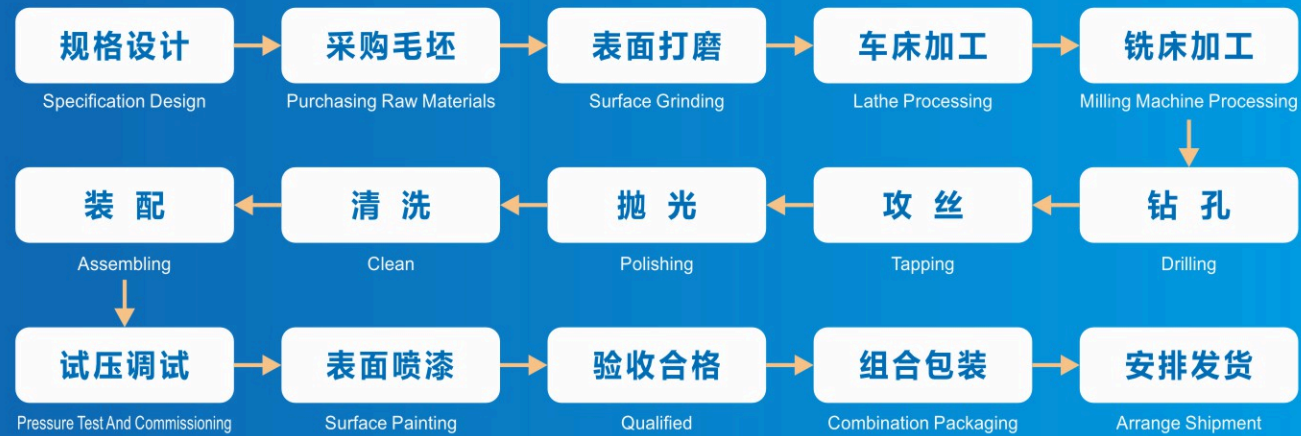 规格设计
Specification Design
采购毛坯
Purchasing Raw Materials
表面打磨
Surface Grinding
车床加工
Lathe Processing
铣床加工
Milling Machine Processing
钻 孔
Drilling
攻 丝
Tapping
抛 光
Polishing
清 洗
Clean
装 配
Assembling
试压调试
Pressure Test And Commissioning
表面喷漆
Surface Painting
验收合格
Qualified
组合包装
Combination Packaging
安排发货
Arrange Shipment